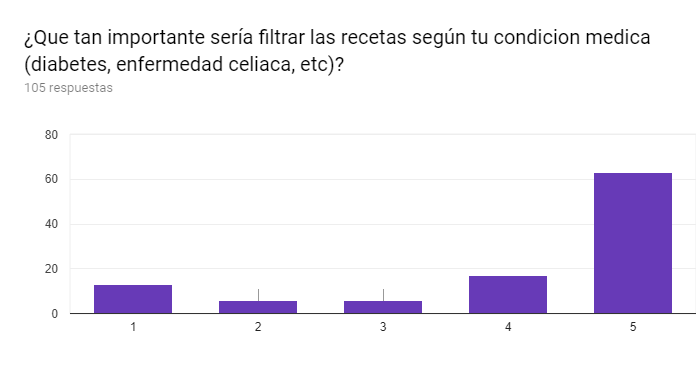 ¿Que tan importante sería filtrar las recetas según tu condicion medica
(diabetes, enfermedad celiaca, etc)?
105 respuestas
80
60
40
20
0
1 2 3 4 5